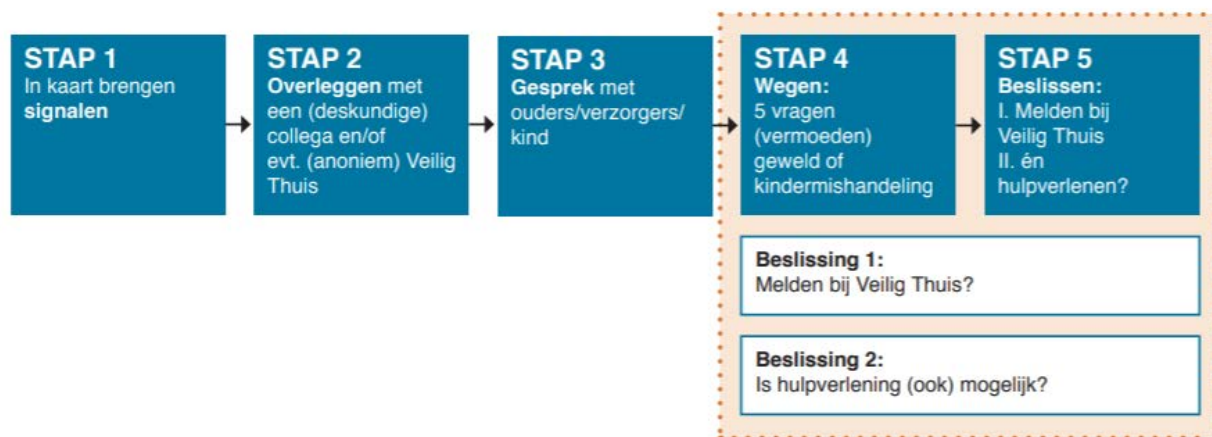 STAP 1
In kaart brengen
signalen
STAP 2
Overleggen met
een (deskundige)
collega en/of
evt. (anoniem) Veilig
Thuis
STAP 3
Gesprek met
ouders/verzorgers/
kind
STAP 4
Wegen:
5 vragen
(vermoeden)
geweld of
kindermishandeling
STAP 5
Beslissen:
I. Melden bij
Veilig Thuis
II. én
hulpverlenen?
Beslissing 1:
Melden bij Veilig Thuis?
Beslissing 2:
Is hulpverlening (ook) mogelijk?